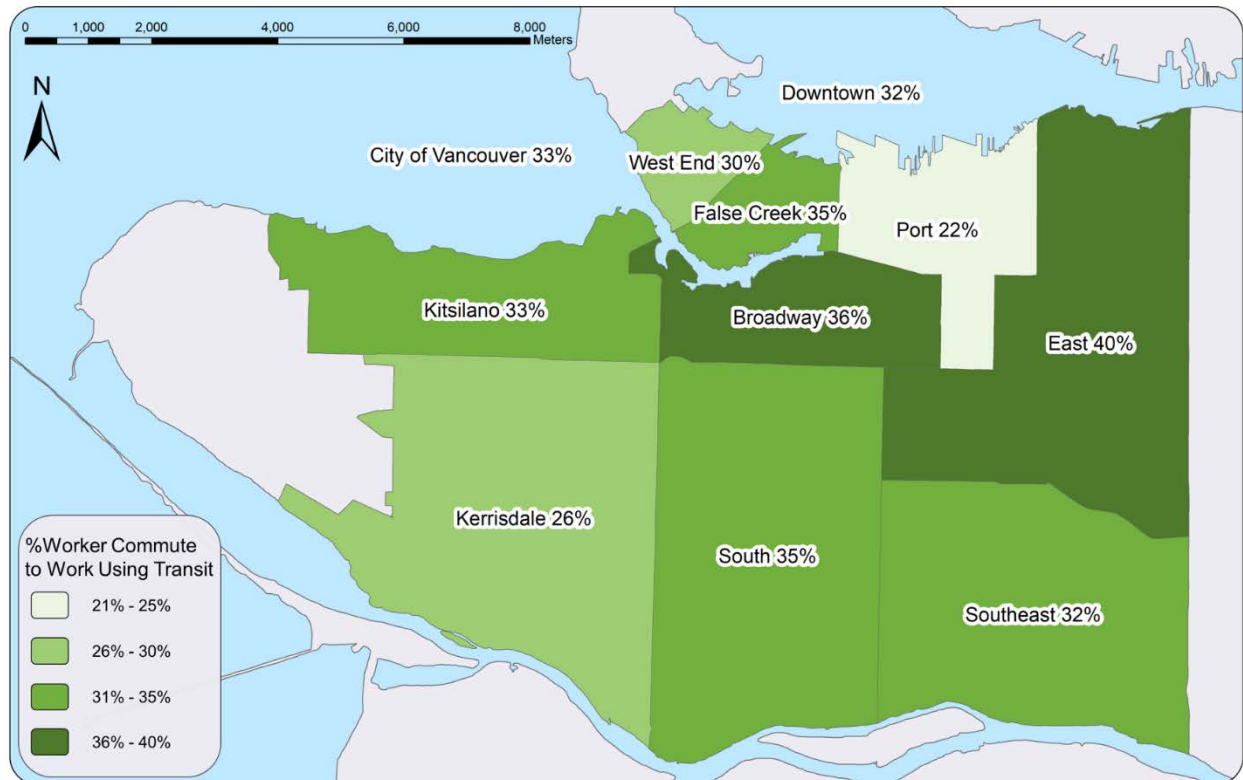 0 1,000 2,000 4,000 6,000 8,000
Meters
N
Downtown 32%
City of Vancouver 33%
West End 30%
False Creek 35%
Port 22%
Kitsilano 33%
Broadway 36%
East 40%
Kerrisdale 26%
South 35%
Southeast 32%
%Worker Commute
to Work Using Transit
21% - 25%
26% - 30%
31% - 35%
36% - 40%